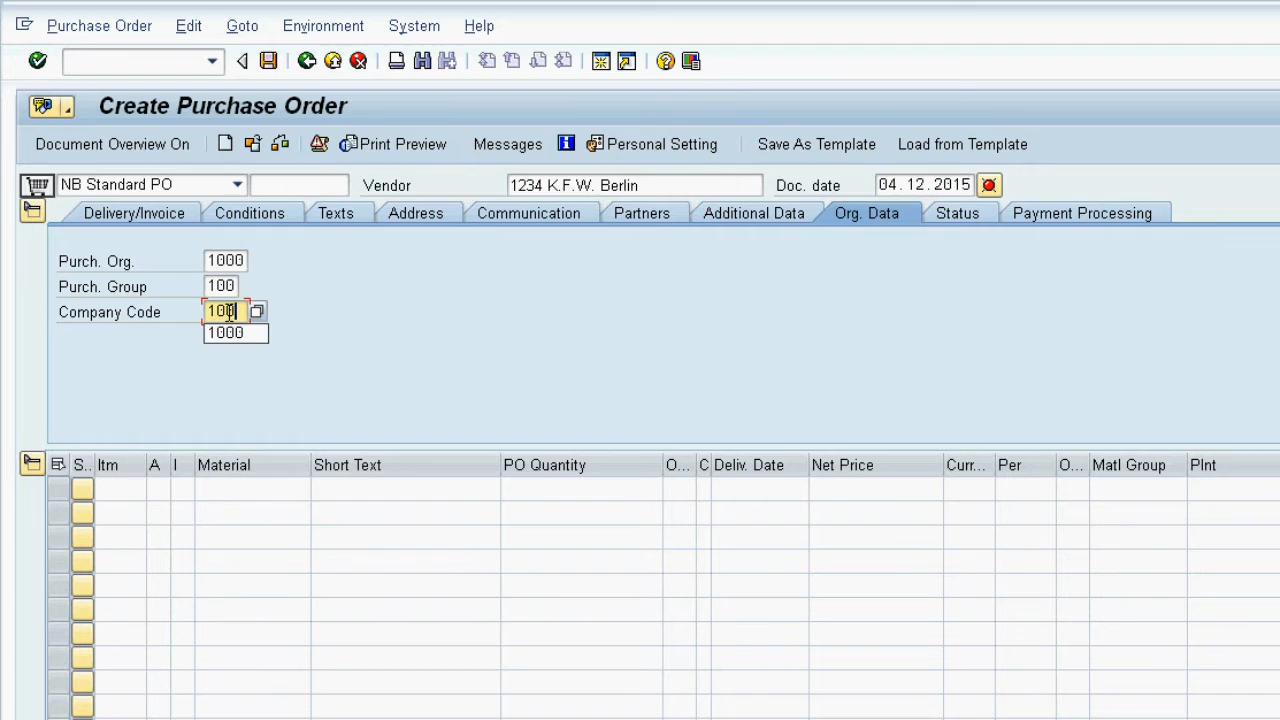 Purchase Order Edit Goto Environment System Help
Create Purchase Order
Document Overview On Print Preview Messages Personal Setting Save As Template Load from Template
NB Standard PO Vendor 1234 K.F.W. Berlin Doc. date 04.12.2015
Delivery/Invoice Conditions Texts Address Communication Partners Additional Data Org. Data Status Payment Processing
Purch. Org. 1000
Purch. Group 100
Company Code 100
1000
S.. Itm A I Material Short Text PO Quantity O... C Deliv. Date Net Price Curr... Per O... Matl Group Plnt